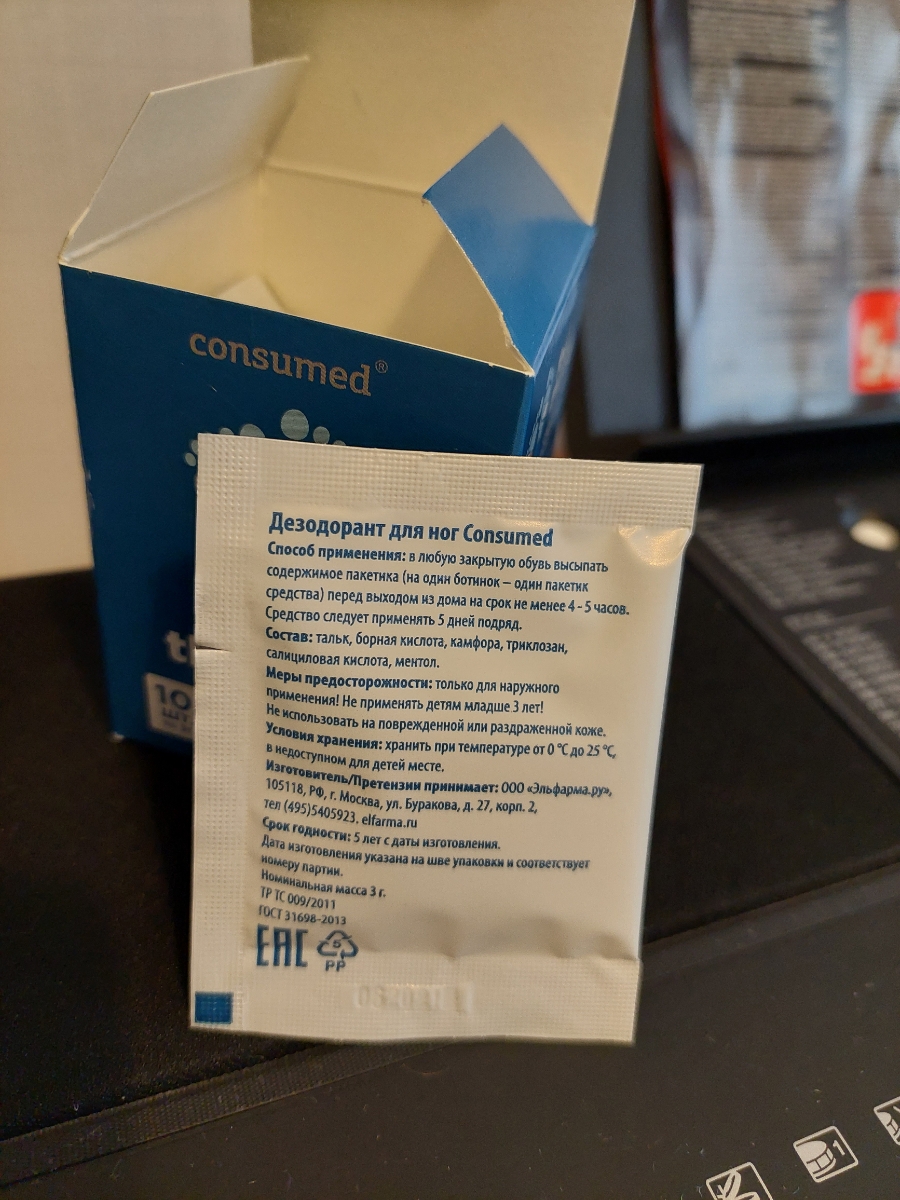 consumed®
10
Дезодорант для ног Consumed
Способ применения: в любую закрытую обувь высыпать
содержимое пакетика (на один ботинок – один пакетик
средства) перед выходом из дома на срок не менее 4 - 5 часов.
Средство следует применять 5 дней подряд.
Состав: тальк, борная кислота, камфора, триклозан,
салициловая кислота, ментол.
Меры предосторожности: только для наружного
применения! Не применять детям младше 3 лет!
Не использовать на поврежденной или раздраженной коже.
Условия хранения: хранить при температуре от 0 °C до 25 °C,
в недоступном для детей месте.
Изготовитель/Претензии принимает: ООО «Эльфарма.ру»,
105118, РФ, г. Москва, ул. Буракова, д. 27, корп. 2,
тел (495)5405923. elfarma.ru
Срок годности: 5 лет с даты изготовления.
Дата изготовления указана на шве упаковки и соответствует
номеру партии.
Номинальная масса 3 г.
ТР ТС 009/2011
ГОСТ 31698-2013
EAC 5
PP